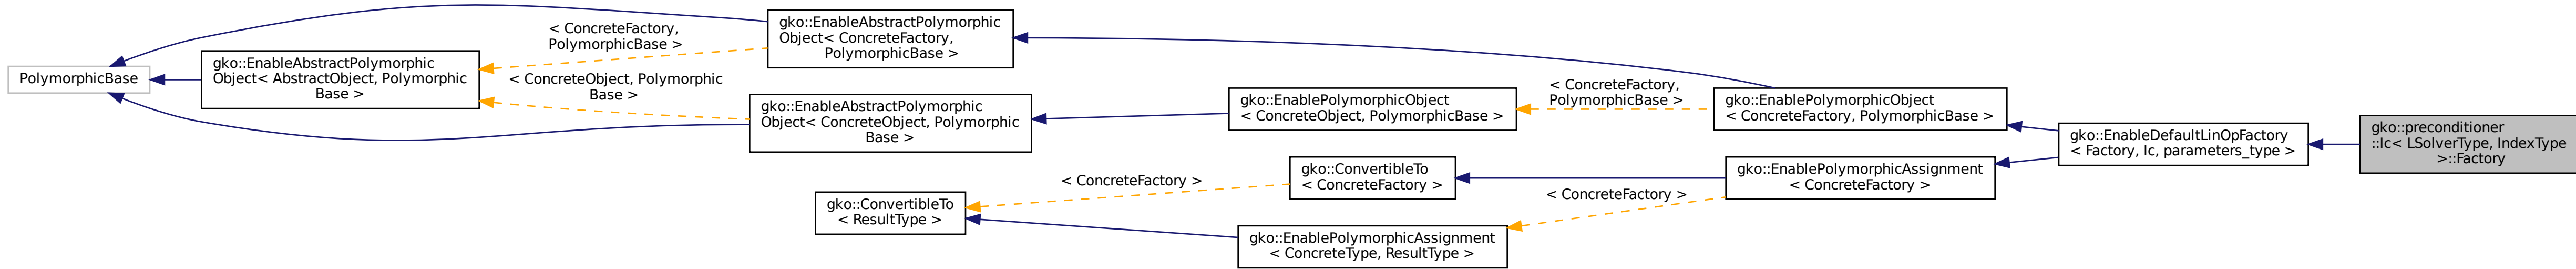 PolymorphicBase
gko::EnableAbstractPolymorphic
Object< AbstractObject, Polymorphic
Base >
< ConcreteFactory,
PolymorphicBase >
< ConcreteObject, Polymorphic
Base >
gko::EnableAbstractPolymorphic
Object< ConcreteFactory,
PolymorphicBase >
gko::EnableAbstractPolymorphic
Object< ConcreteObject, Polymorphic
Base >
gko::ConvertibleTo
< ResultType >
< ConcreteFactory >
gko::EnablePolymorphicObject
< ConcreteObject, PolymorphicBase >
gko::ConvertibleTo
< ConcreteFactory >
gko::EnablePolymorphicAssignment
< ConcreteType, ResultType >
< ConcreteFactory,
PolymorphicBase >
< ConcreteFactory >
gko::EnablePolymorphicObject
< ConcreteFactory, PolymorphicBase >
gko::EnablePolymorphicAssignment
< ConcreteFactory >
gko::EnableDefaultLinOpFactory
< Factory, Ic, parameters_type >
gko::preconditioner
::Ic< LSolverType, IndexType
>::Factory